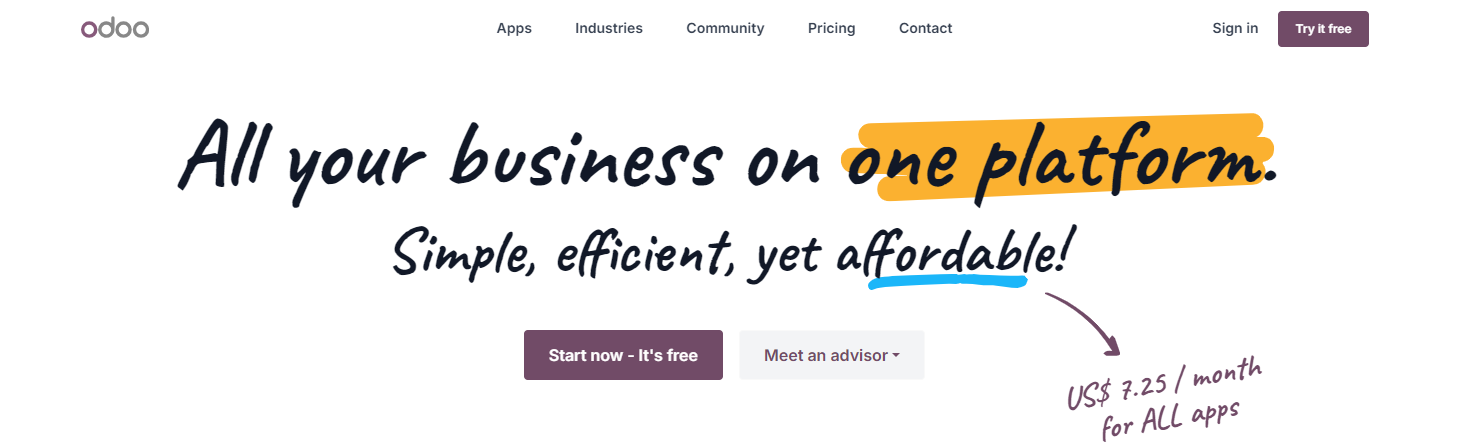 odoo
Apps Industries Community Pricing Contact
Sign in Try it free
All your business on one platform.
Simple, efficient, yet affordable!
Start now - It's free
Meet an advisor
US$ 7.25 / month
for ALL apps